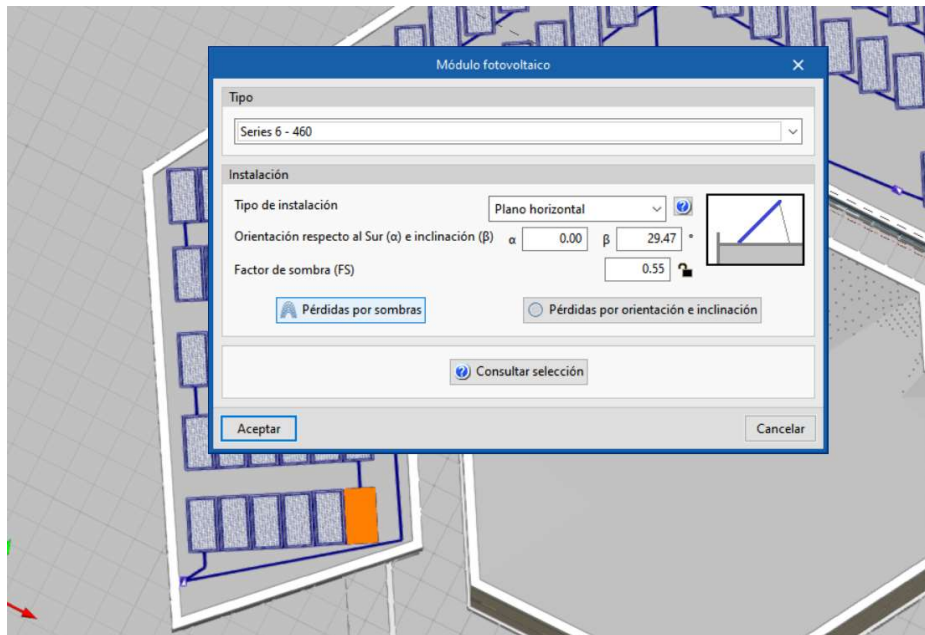 Módulo fotovoltaico
Tipo
Series 6 - 460
Instalación
Tipo de instalación Plano horizontal
Orientación respecto al Sur (α) e inclinación (β) α 0.00 β 29.47 °
Factor de sombra (FS) 0.55
Pérdidas por sombras Pérdidas por orientación e inclinación
Consultar selección
Aceptar Cancelar